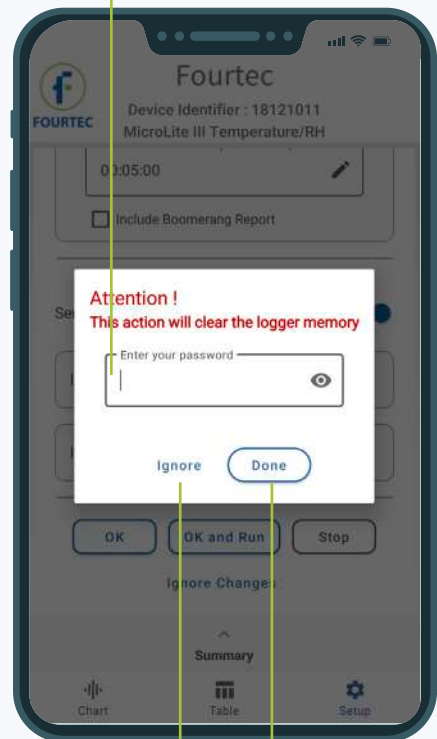 Fourtec
FOURTEC
Device Identifier : 18121011
MicroLite III Temperature/RH
00:05:00
Include Boomerang Report
Se
Attention !
This action will clear the logger memory
Enter your password
Ignore
Done
OK
OK and Run
Stop
Ignore Changes
Summary
Chart
Table
Setup